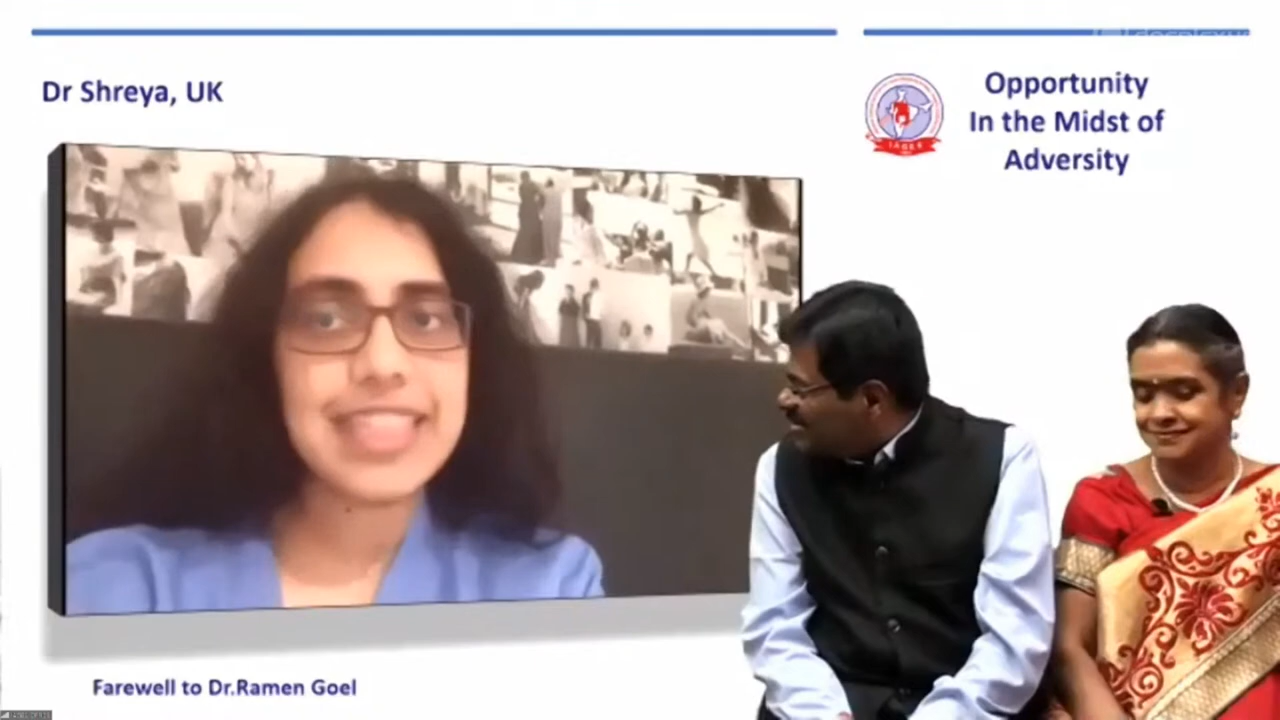 Dr Shreya, UK
Opportunity
In the Midst of
Adversity
Farewell to Dr.Ramen Goel